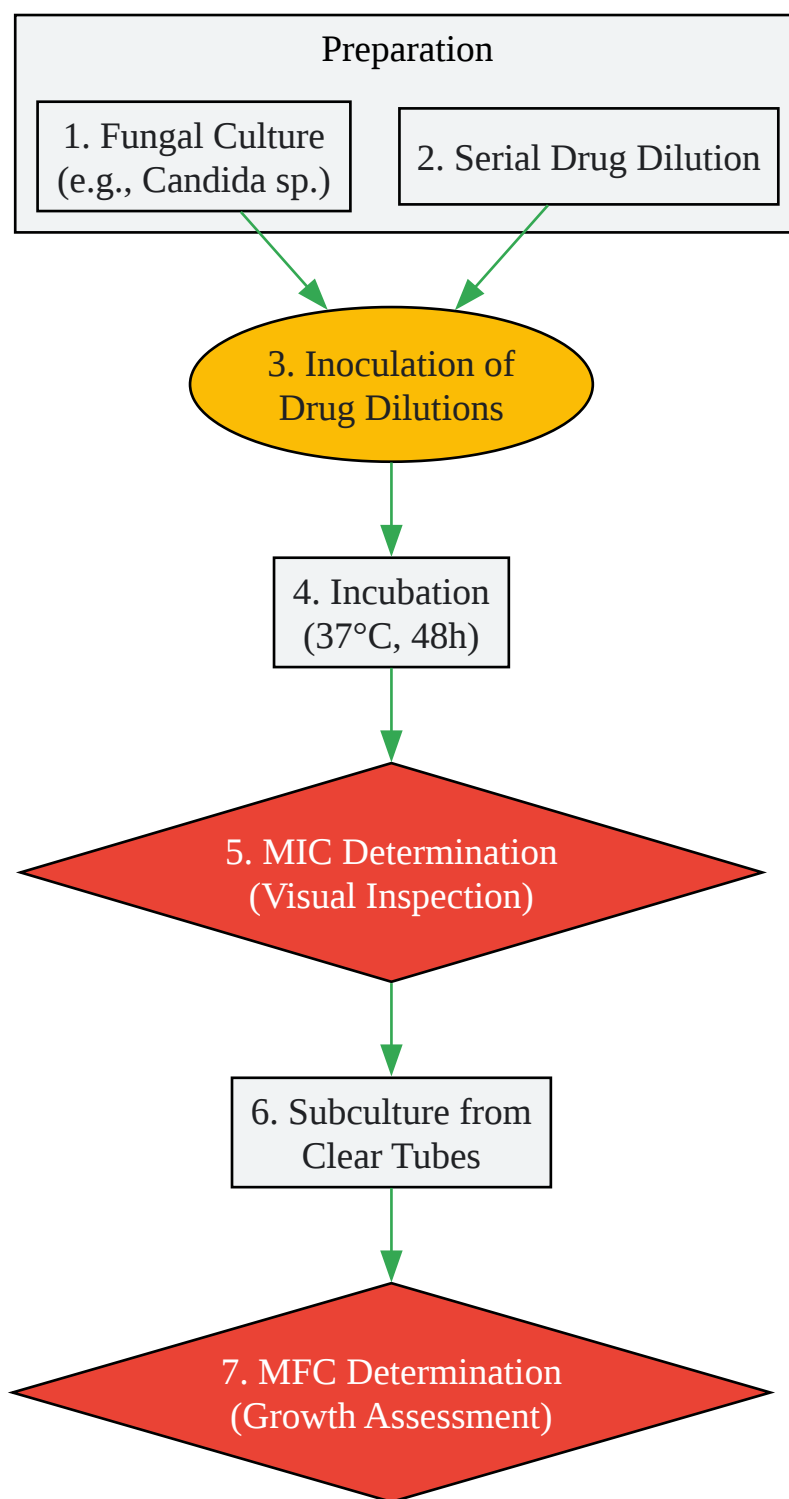 Preparation
1. Fungal Culture
(e.g., Candida sp.)
2. Serial Drug Dilution
3. Inoculation of
Drug Dilutions
4. Incubation
(37°C, 48h)
5. MIC Determination
(Visual Inspection)
6. Subculture from
Clear Tubes
7. MFC Determination
(Growth Assessment)